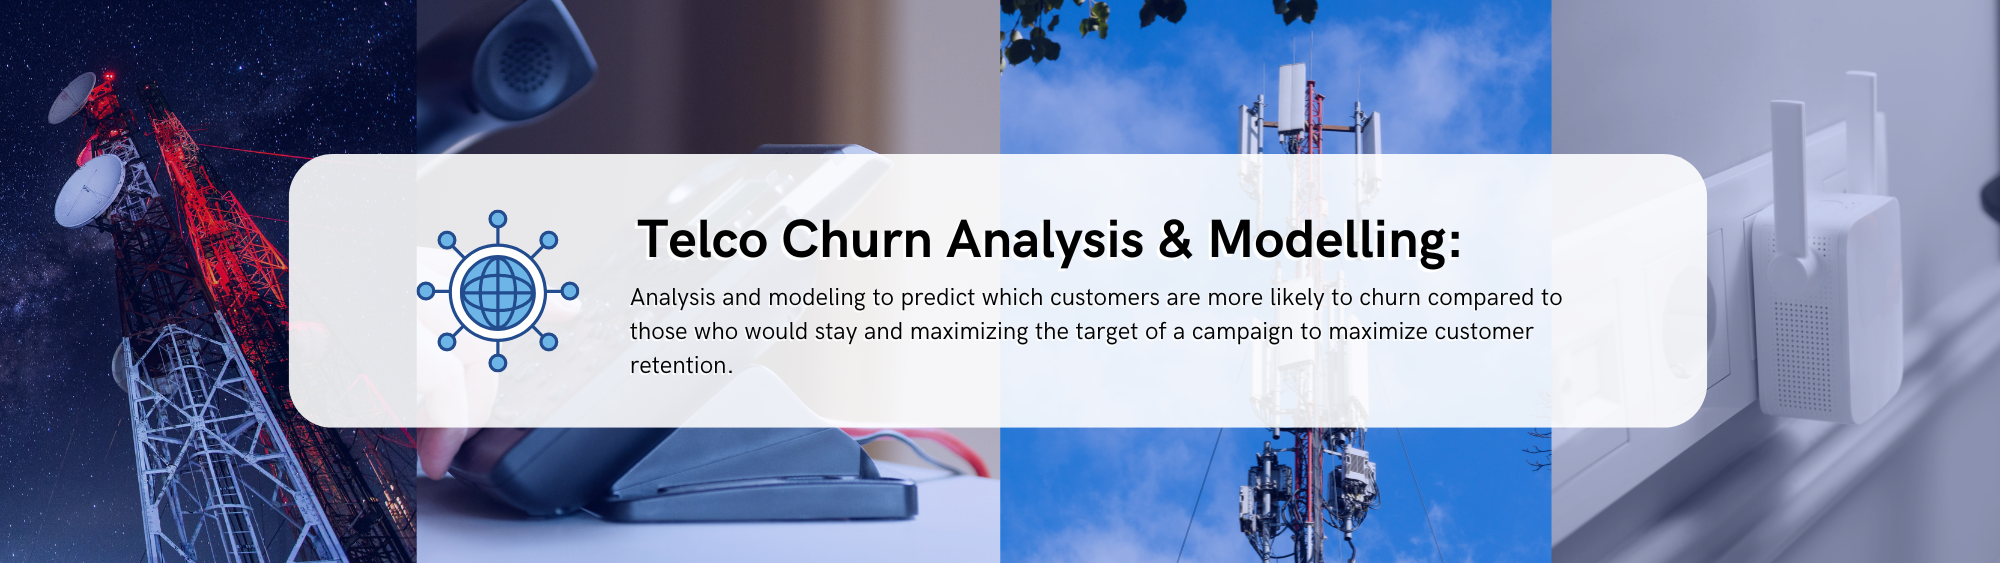 Telco Churn Analysis & Modelling:
Analysis and modeling to predict which customers are more likely to churn compared to
those who would stay and maximizing the target of a campaign to maximize customer
retention.